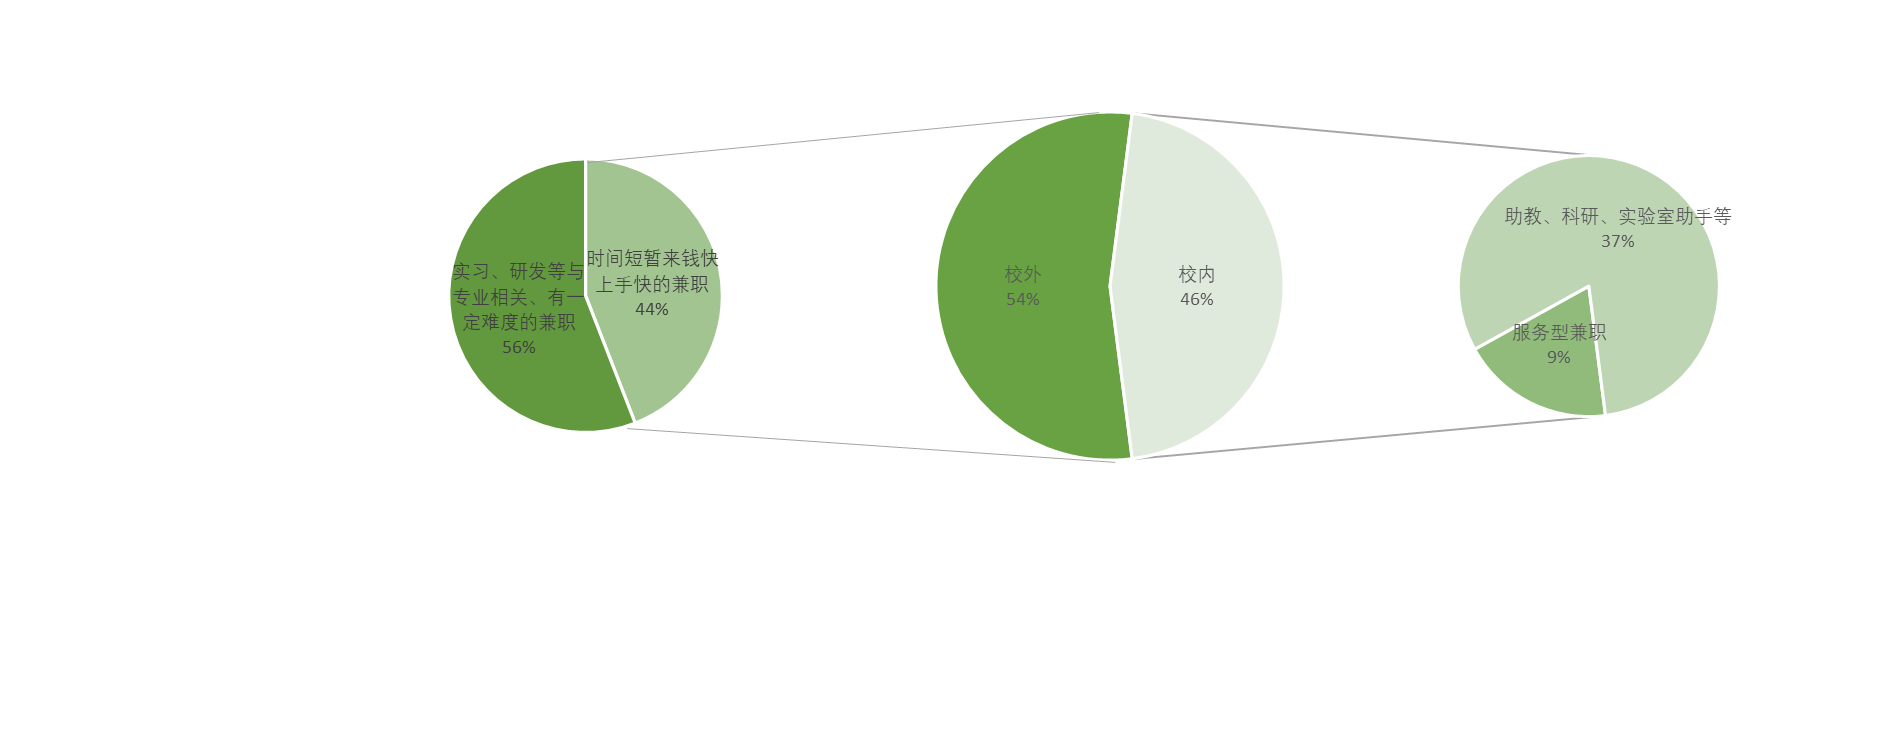 实习、研发等与
专业相关、有一
定难度的兼职
56%
时间短暂来钱快
上手快的兼职
44%
校外
54%
校内
46%
助教、科研、实验室助手等
37%
服务型兼职
9%